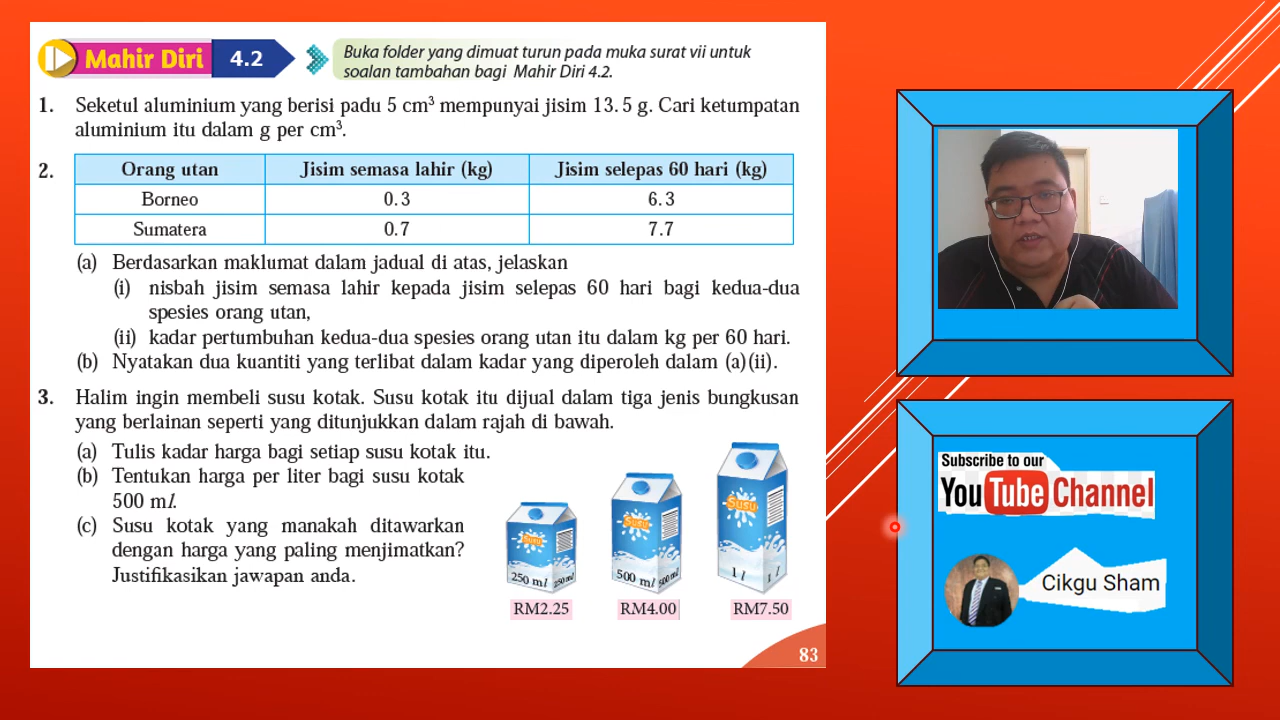 Mahir Diri 4.2
Buka folder yang dimuat turun pada muka surat vii untuk
soalan tambahan bagi Mahir Diri 4.2.
1. Seketul aluminium yang berisi padu 5 cm³ mempunyai jisim 13.5 g. Cari ketumpatan
aluminium itu dalam g per cm³.
2. Orang utan Jisim semasa lahir (kg) Jisim selepas 60 hari (kg)
Borneo 0.3 6.3
Sumatera 0.7 7.7
(a) Berdasarkan maklumat dalam jadual di atas, jelaskan
(i) nisbah jisim semasa lahir kepada jisim selepas 60 hari bagi kedua-dua
spesies orang utan,
(ii) kadar pertumbuhan kedua-dua spesies orang utan itu dalam kg per 60 hari.
(b) Nyatakan dua kuantiti yang terlibat dalam kadar yang diperoleh dalam (a)(ii).
3. Halim ingin membeli susu kotak. Susu kotak itu dijual dalam tiga jenis bungkusan
yang berlainan seperti yang ditunjukkan dalam rajah di bawah.
(a) Tulis kadar harga bagi setiap susu kotak itu.
(b) Tentukan harga per liter bagi susu kotak
500 ml.
(c) Susu kotak yang manakah ditawarkan
dengan harga yang paling menjimatkan?
Justifikasikan jawapan anda.
Susu
250 ml 250 ml
RM2.25
Susu
500 ml 500 ml
RM4.00
Susu
1 l 1 l
RM7.50
83
Subscribe to our
YouTube Channel
Cikgu Sham